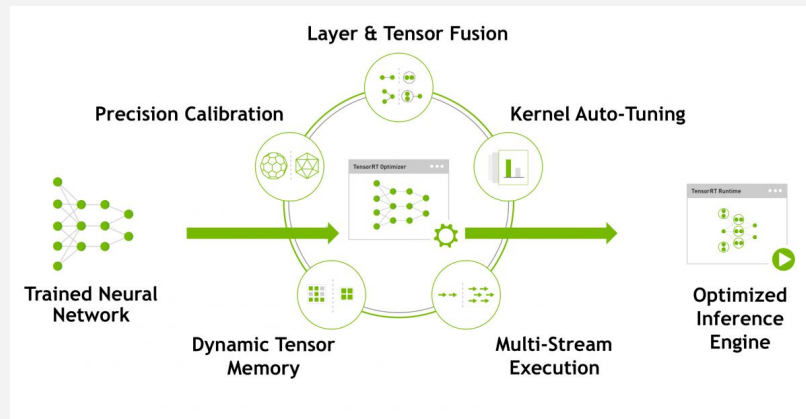 Layer & Tensor Fusion
Precision Calibration
Kernel Auto-Tuning
TensorRT Optimizer
TensorRT Runtime
Trained Neural
Network
Dynamic Tensor
Memory
Multi-Stream
Execution
Optimized
Inference
Engine